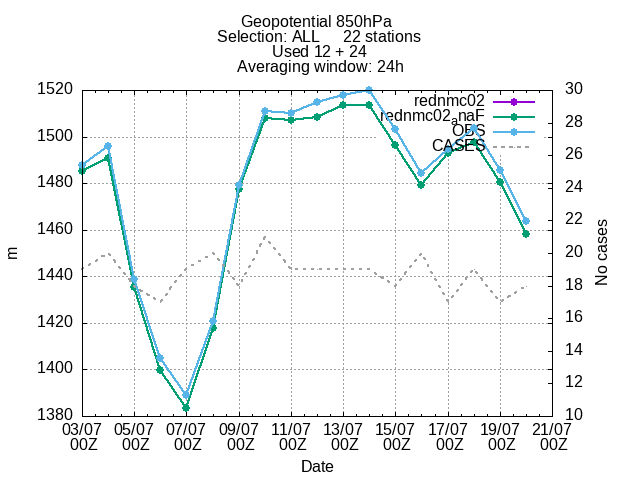 Geopotential 850hPa
Selection: ALL 22 stations
Used 12 + 24
Averaging window: 24h
1520
1500
1480
1460
1440
1420
1400
1380
m
30
28
26
24
22
20
18
16
14
12
10
No cases
rednmc02
rednmc02anaF
OBS
CASES
03/07 05/07 07/07 09/07 11/07 13/07 15/07 17/07 19/07 21/07
00Z 00Z 00Z 00Z 00Z 00Z 00Z 00Z 00Z 00Z
Date